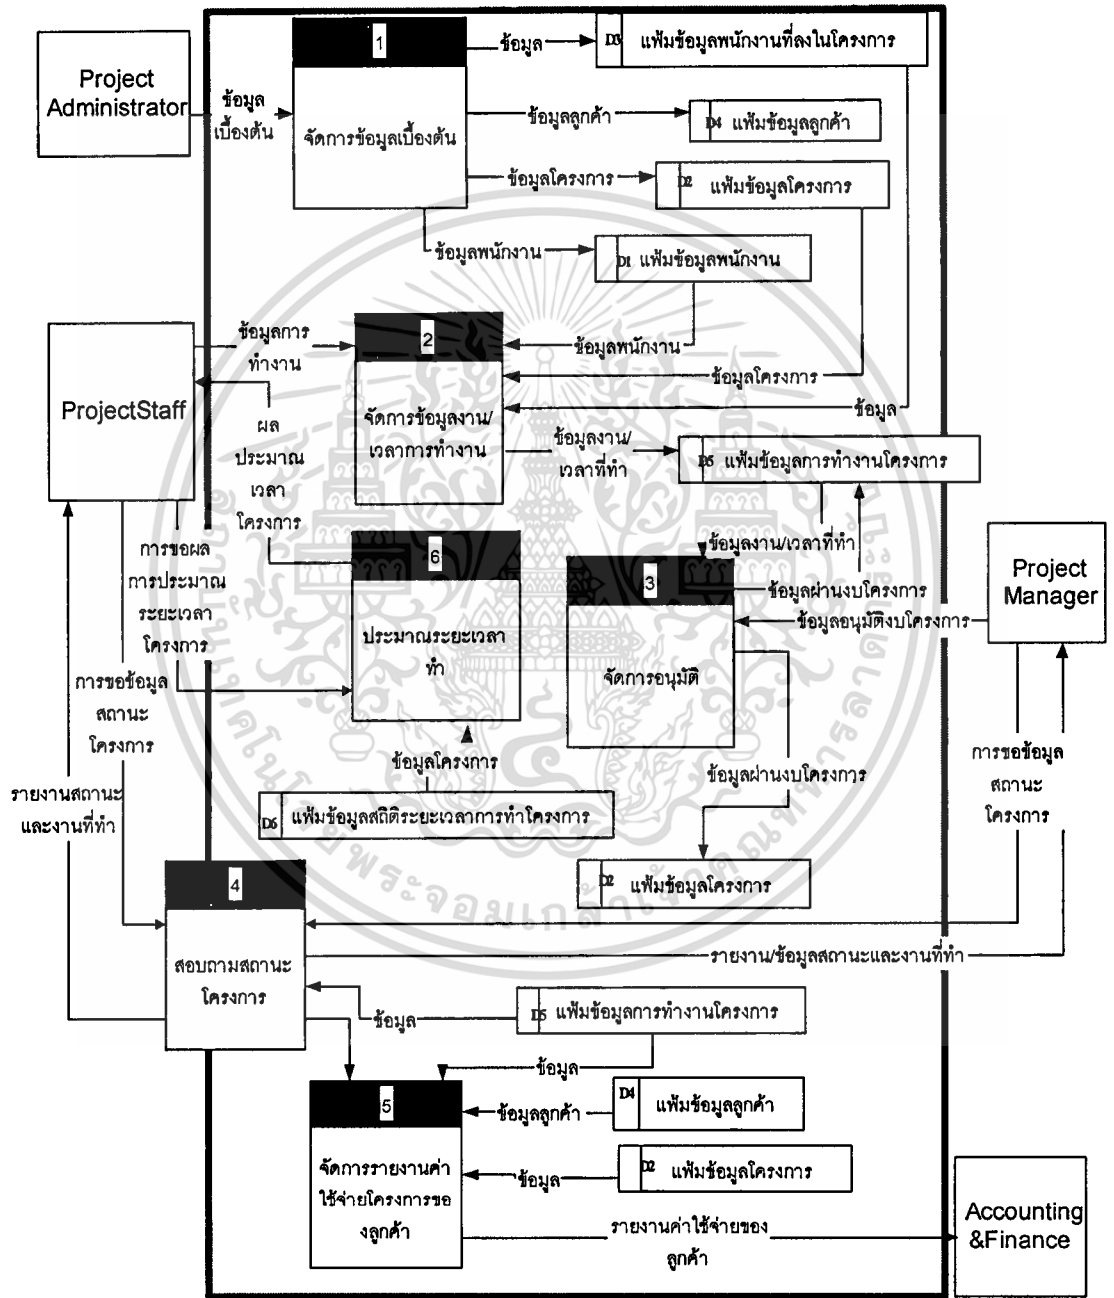 1
ข้อมูล
D3 แฟ้มข้อมูลพนักงานที่ลงในโครงการ
Project
Administrator
ข้อมูล
เบื้องต้น
จัดการข้อมูลเบื้องต้น
ข้อมูลลูกค้า
D4 แฟ้มข้อมูลลูกค้า
ข้อมูลโครงการ
D2 แฟ้มข้อมูลโครงการ
ข้อมูลพนักงาน
D1 แฟ้มข้อมูลพนักงาน
ProjectStaff
ข้อมูลการ
ทำงาน
2
จัดการข้อมูลงาน/
เวลาการทำงาน
ข้อมูลพนักงาน
ข้อมูลโครงการ
ข้อมูล
ผล
ประมาณ
เวลา
โครงการ
ข้อมูลงาน/
เวลาที่ทำ
D5 แฟ้มข้อมูลการทำงานโครงการ
การขอผล
การประมาณ
ระยะเวลา
โครงการ
6
ประมาณระยะเวลา
ทำ
ข้อมูลงาน/เวลาที่ทำ
3
จัดการอนุมัติ
ข้อมูลผ่านงบโครงการ
ข้อมูลอนุมัติงบโครงการ
Project
Manager
การขอข้อมูล
สถานะ
โครงการ
ข้อมูลโครงการ
D6 แฟ้มข้อมูลสถิติระยะเวลาการทำโครงการ
ข้อมูลผ่านงบโครงการ
การขอข้อมูล
สถานะ
โครงการ
รายงานสถานะ
และงานที่ทำ
D2 แฟ้มข้อมูลโครงการ
4
สอบถามสถานะ
โครงการ
รายงาน/ข้อมูลสถานะและงานที่ทำ
ข้อมูล
D5 แฟ้มข้อมูลการทำงานโครงการ
ข้อมูล
5
จัดการรายงานค่า
ใช้จ่ายโครงการขอ
งลูกค้า
ข้อมูลลูกค้า
D4 แฟ้มข้อมูลลูกค้า
ข้อมูล
D2 แฟ้มข้อมูลโครงการ
รายงานค่าใช้จ่ายของ
ลูกค้า
Accounting
&Finance
พระจอมเกล้าเจ้าคุณทหารลาดกระบัง